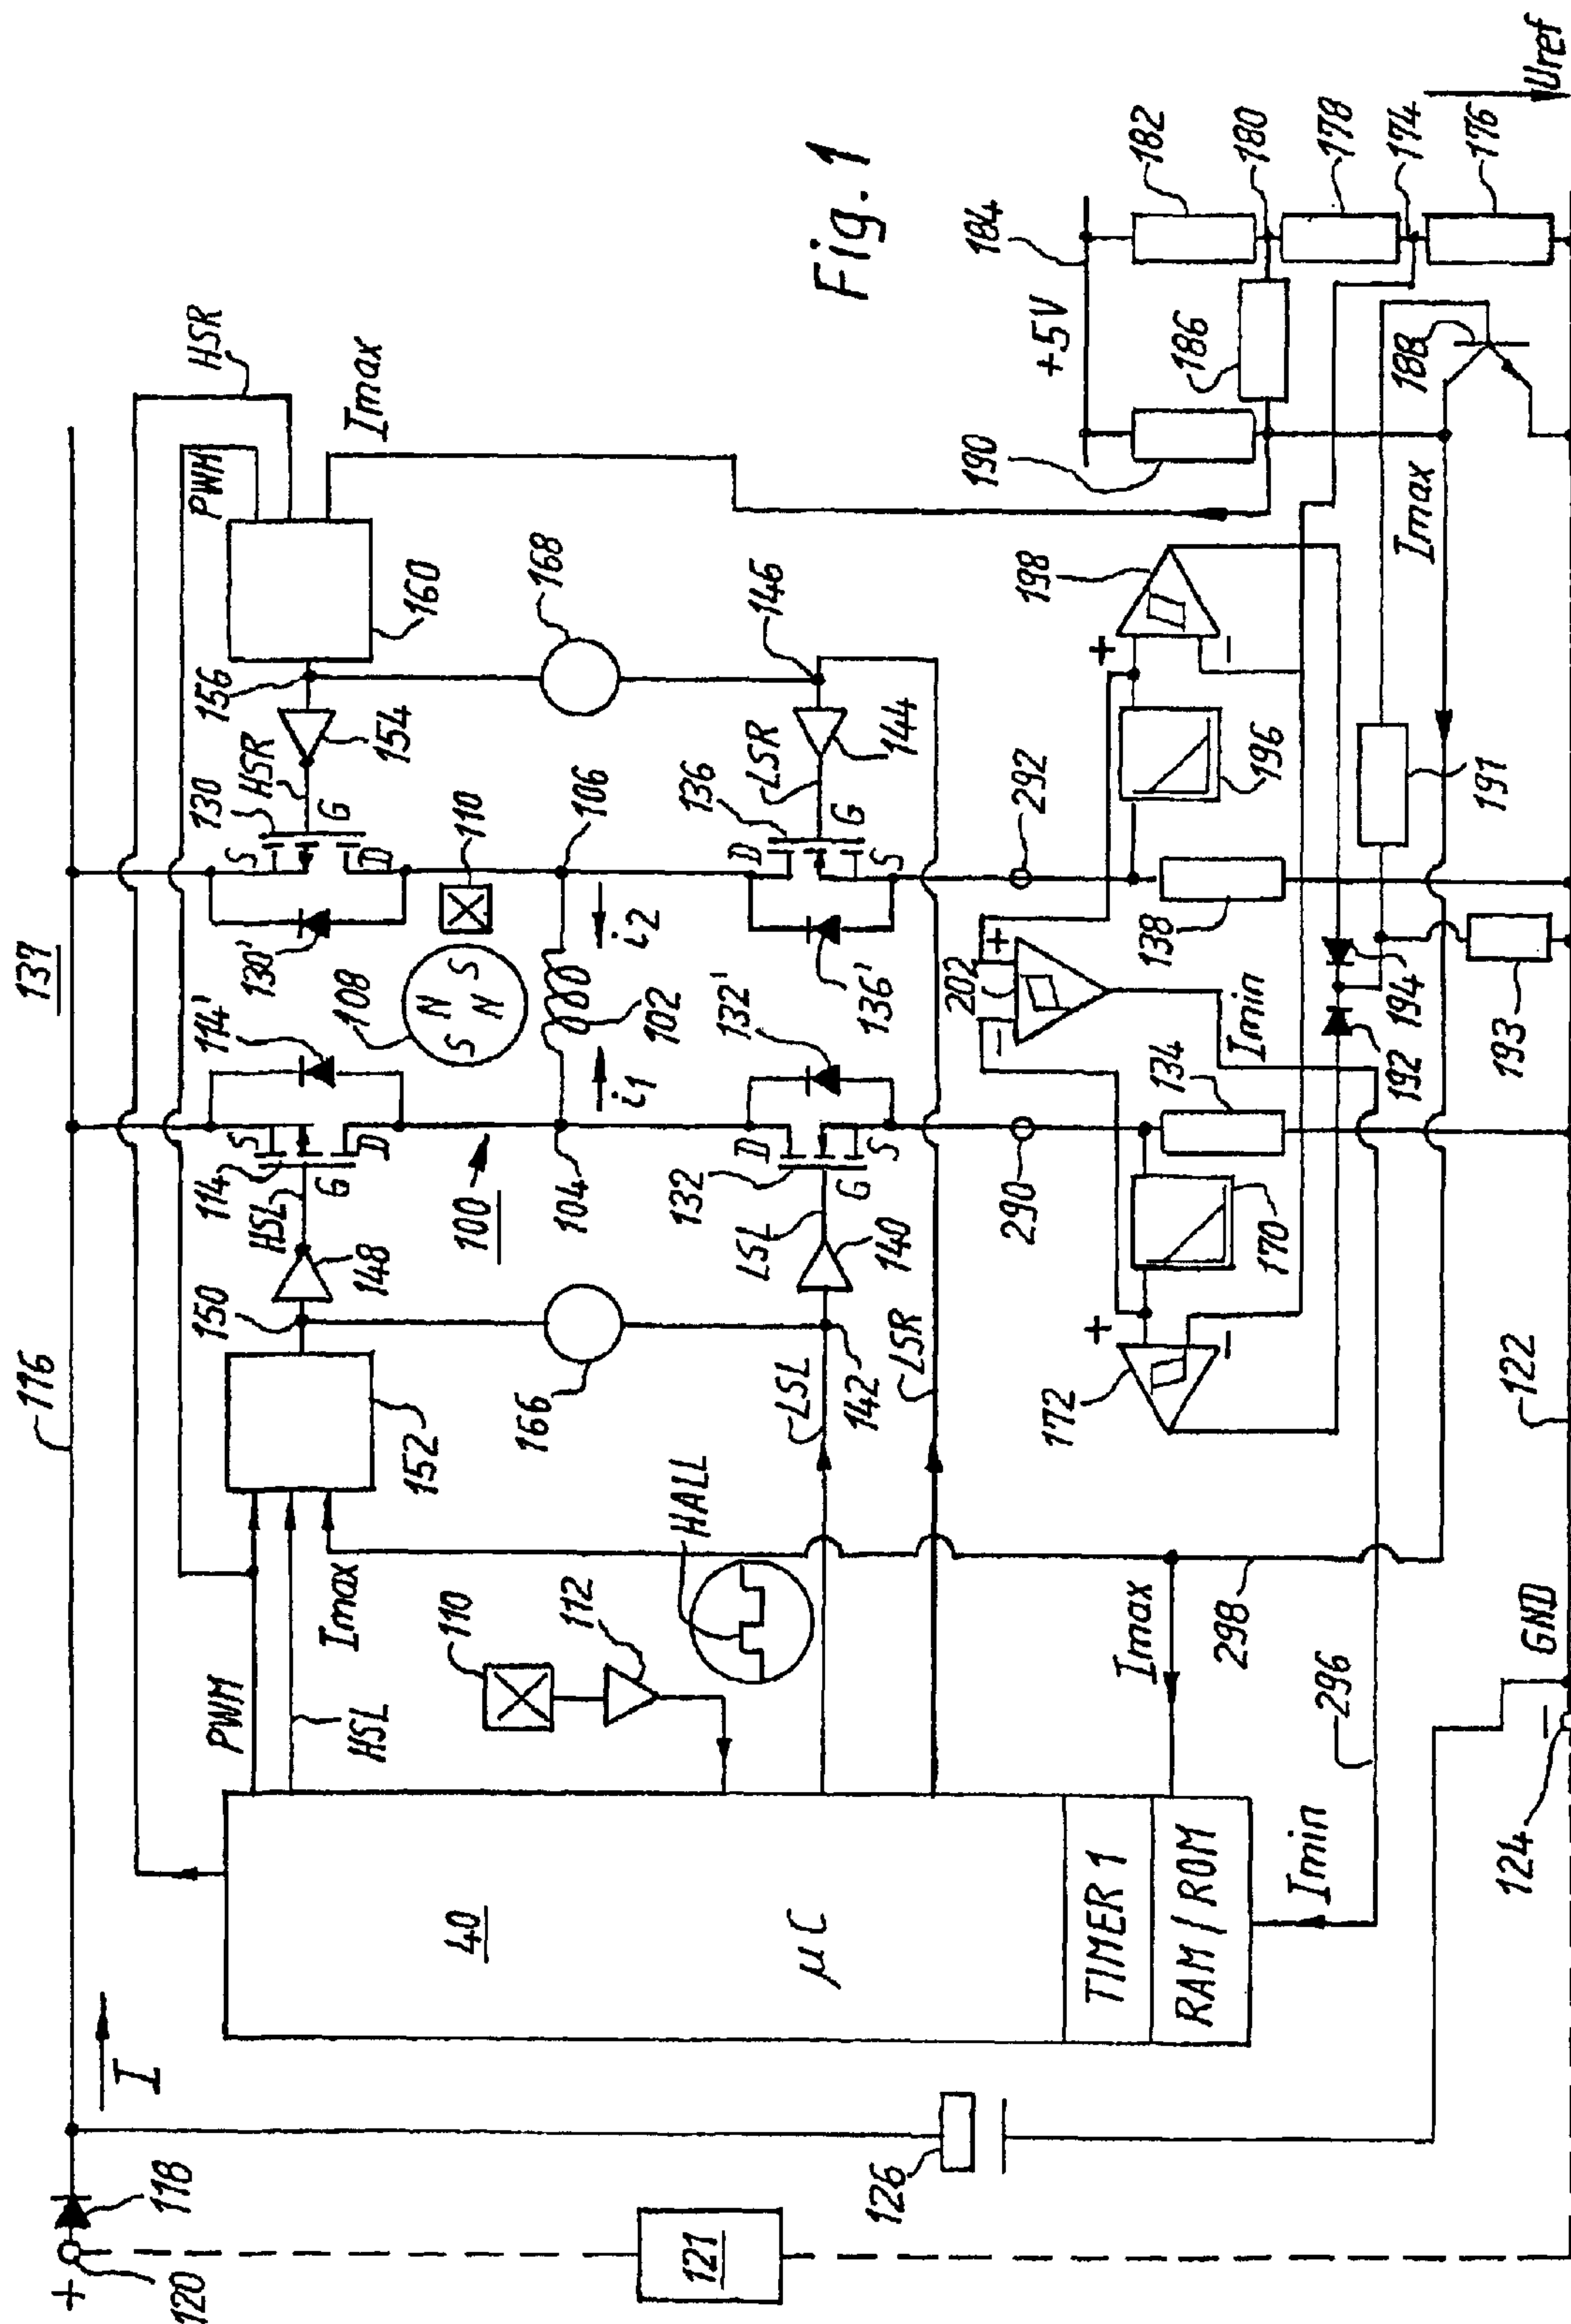 Fig. 1
137
116
+
120
118
I
121
126
40
µC
TIMER 1
RAM / ROM
PWM
HSL
Imax
152
150
148
HSL
114
114'
S
G
D
130'
130
HSR
S
G
D
154
156
160
PWM
HSR
Imax
100
104
108
S N
N S
110
106
102
i1
i2
166
168
110
112
HALL
LSL
LSR
142
140
LSL
132
132'
D
G
S
136'
136
D
G
S
LSR
144
146
290
292
172
+
−
170
134
202
−
+
138
196
198
+
−
Imin
192
194'
193
191
Imax
298
296
Imin
Imax
188
190
+5V
184
186
182
180
178
174
176
Uref
GND
−
124
122